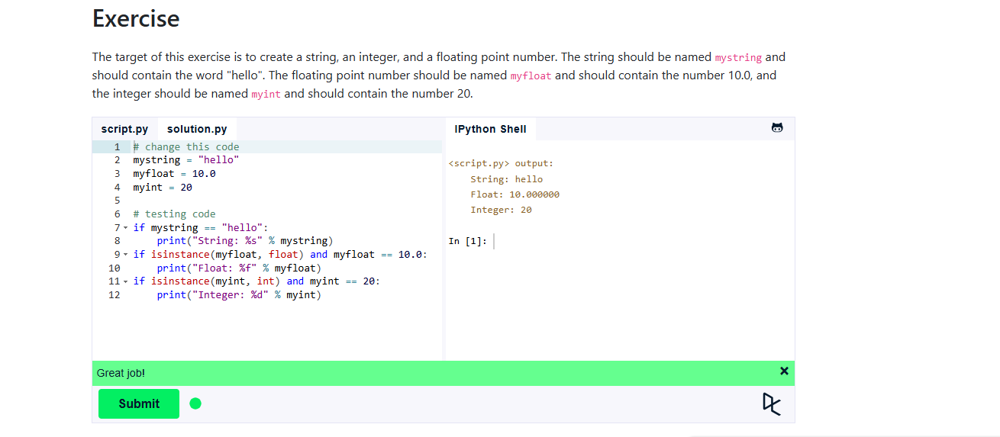 Exercise
The target of this exercise is to create a string, an integer, and a floating point number. The string should be named mystring and
should contain the word "hello". The floating point number should be named myfloat and should contain the number 10.0, and
the integer should be named myint and should contain the number 20.
script.py solution.py
1 # change this code
2 mystring = "hello"
3 myfloat = 10.0
4 myint = 20
5
6 # testing code
7 if mystring == "hello":
8     print("String: %s" % mystring)
9 if isinstance(myfloat, float) and myfloat == 10.0:
10     print("Float: %f" % myfloat)
11 if isinstance(myint, int) and myint == 20:
12     print("Integer: %d" % myint)
IPython Shell
<script.py> output:
    String: hello
    Float: 10.000000
    Integer: 20
In [1]:
Great job!
Submit